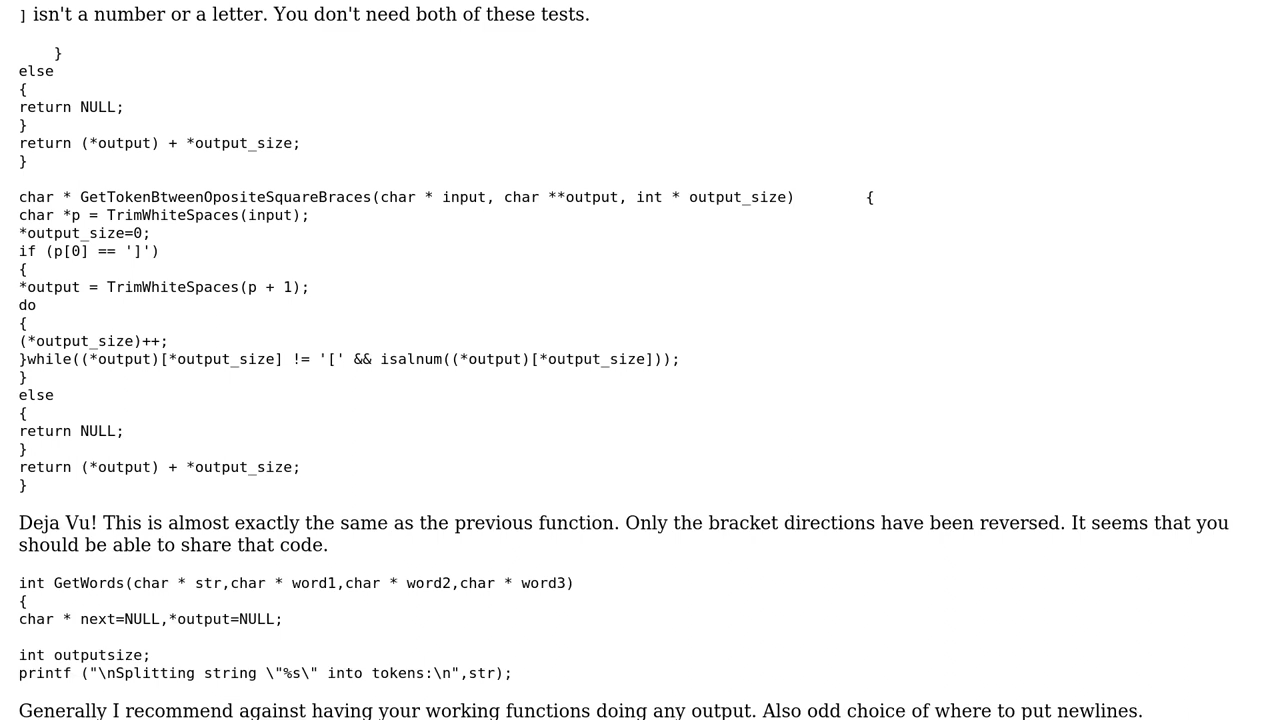 ] isn't a number or a letter. You don't need both of these tests.
}
else
{
return NULL;
}
return (*output) + *output_size;
}
char * GetTokenBtweenOpositeSquareBraces(char * input, char **output, int * output_size)        {
char *p = TrimWhiteSpaces(input);
*output_size=0;
if (p[0] == ']')
{
*output = TrimWhiteSpaces(p + 1);
do
{
(*output_size)++;
}while((*output)[*output_size] != '[' && isalnum((*output)[*output_size]));
}
else
{
return NULL;
}
return (*output) + *output_size;
}
Deja Vu! This is almost exactly the same as the previous function. Only the bracket directions have been reversed. It seems that you
should be able to share that code.
int GetWords(char * str,char * word1,char * word2,char * word3)
{
char * next=NULL,*output=NULL;
int outputsize;
printf ("\nSplitting string \"%s\" into tokens:\n",str);
Generally I recommend against having your working functions doing any output. Also odd choice of where to put newlines.